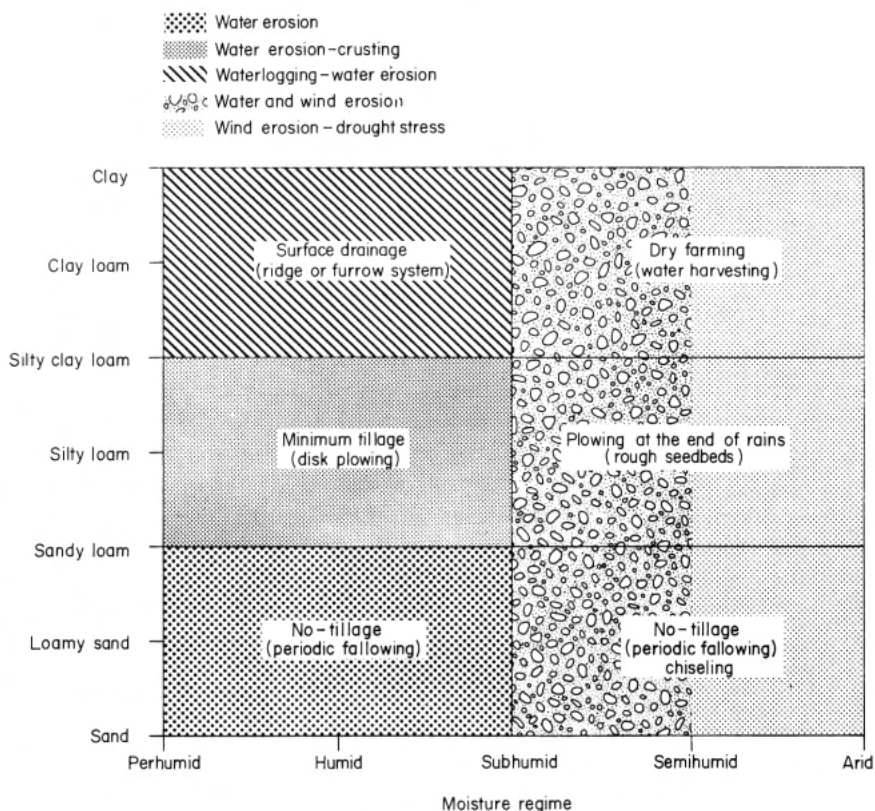 Water erosion
Water erosion-crusting
Waterlogging-water erosion
Water and wind erosion
Wind erosion-drought stress
Clay
Clay loam
Silty clay loam
Silty loam
Sandy loam
Loamy sand
Sand
Surface drainage
(ridge or furrow system)
Dry farming
(water harvesting)
Minimum tillage
(disk plowing)
Plowing at the end of rains
(rough seedbeds)
No-tillage
(periodic fallowing)
No-tillage
(periodic fallowing)
chiseling
Perhumid
Humid
Subhumid
Semihumid
Arid
Moisture regime